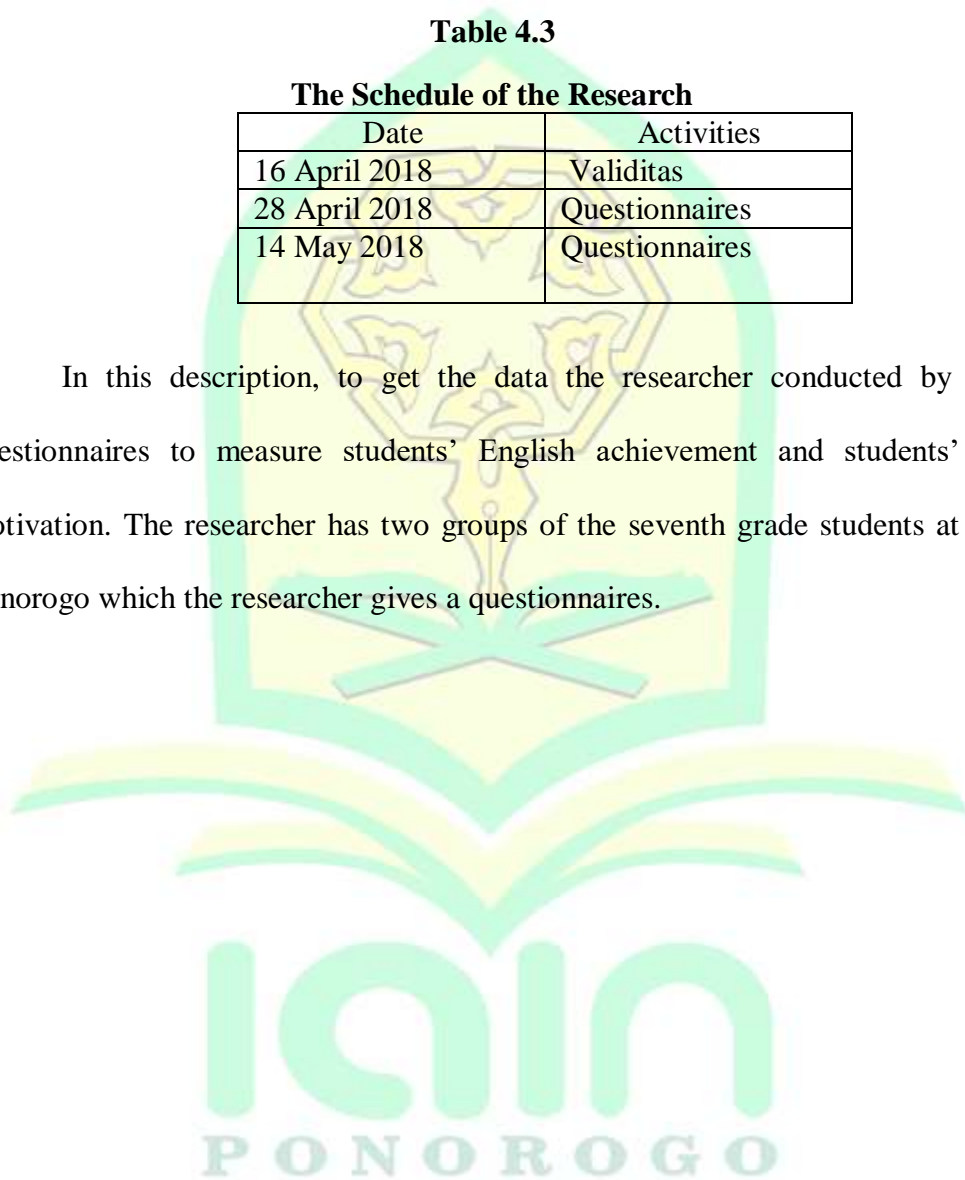 Table 4.3
The Schedule of the Research
Date Activities
16 April 2018 Validitas
28 April 2018 Questionnaires
14 May 2018 Questionnaires
In this description, to get the data the researcher conducted by
estionnaires to measure students’ English achievement and students’
otivation. The researcher has two groups of the seventh grade students at
norogo which the researcher gives a questionnaires.
iain
PONOROGO